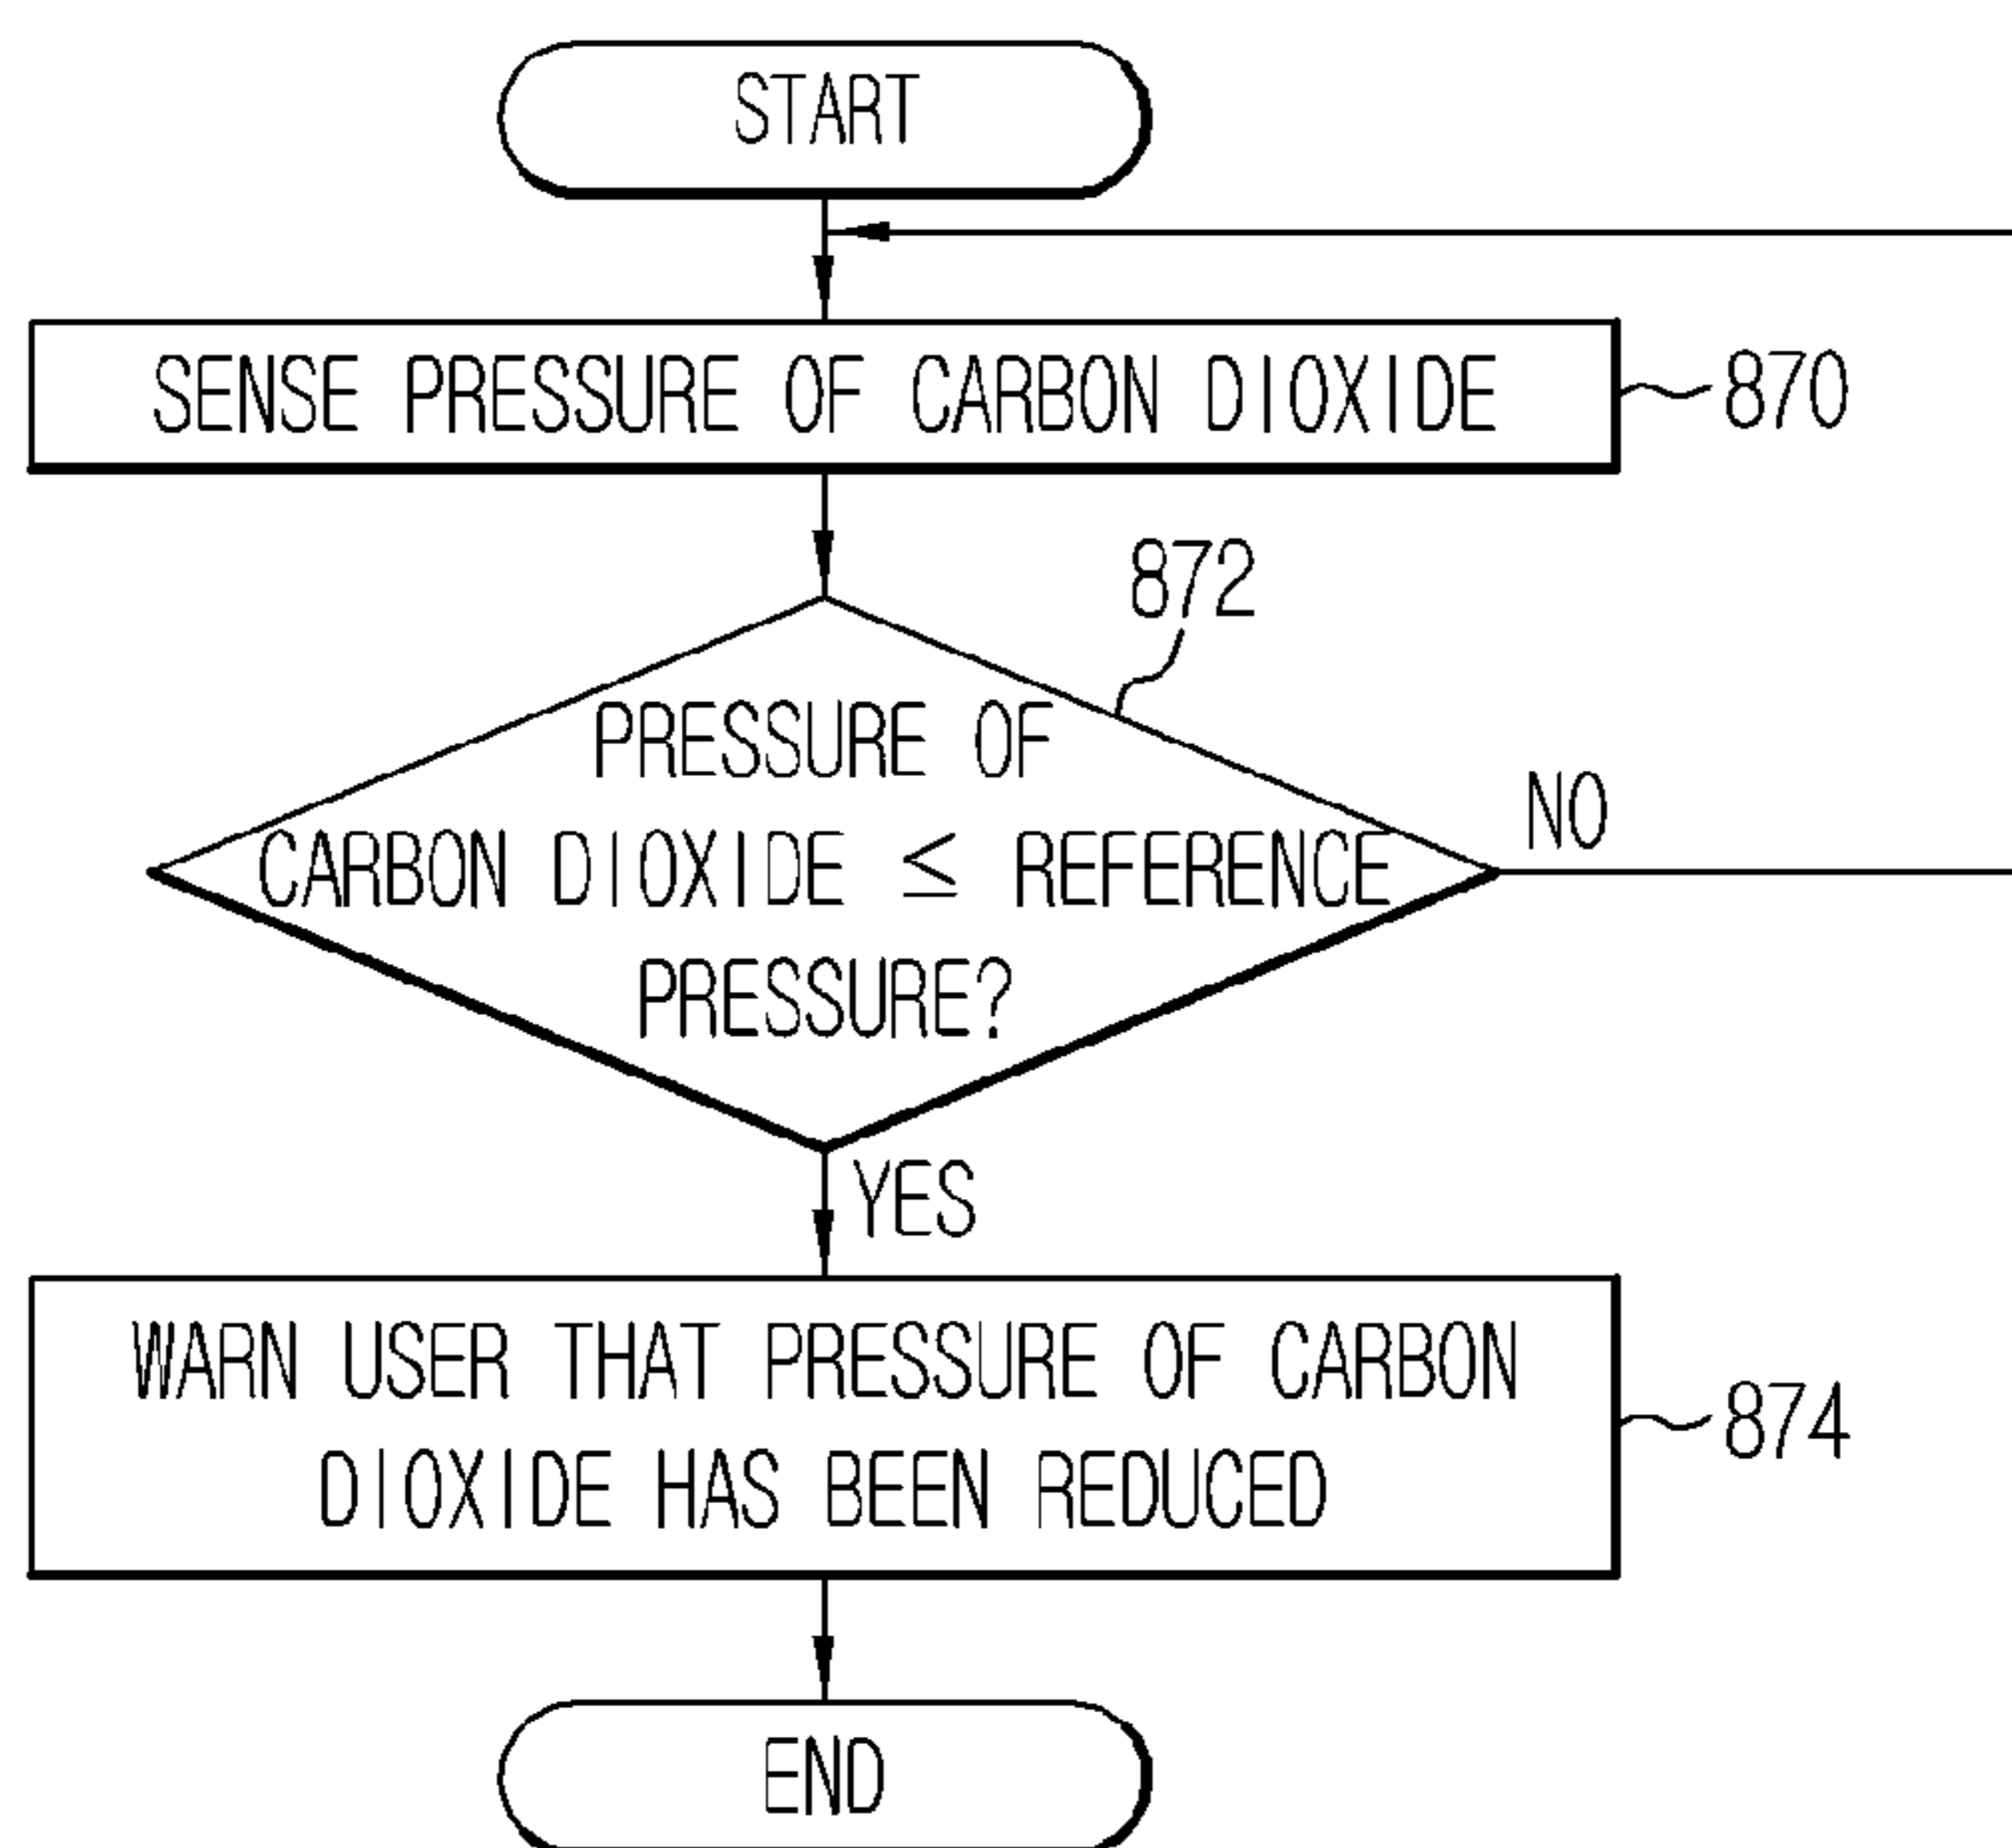 START
SENSE PRESSURE OF CARBON DIOXIDE
870
872
PRESSURE OF
CARBON DIOXIDE ≤ REFERENCE
PRESSURE?
NO
YES
WARN USER THAT PRESSURE OF CARBON
DIOXIDE HAS BEEN REDUCED
874
END